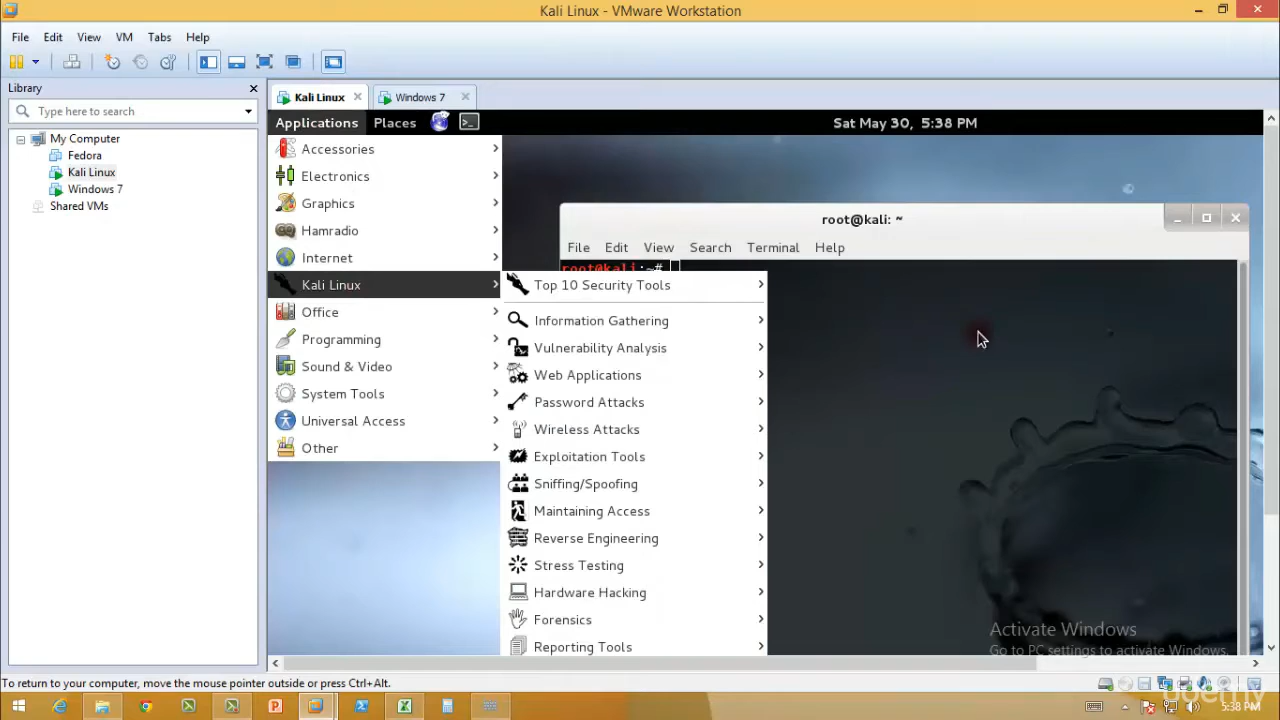 Kali Linux - VMware Workstation
File Edit View VM Tabs Help
Library
Type here to search
My Computer
Fedora
Kali Linux
Windows 7
Shared VMs
Kali Linux Windows 7
Applications Places Sat May 30, 5:38 PM
Accessories
Electronics
Graphics
Hamradio
Internet
Kali Linux
Office
Programming
Sound & Video
System Tools
Universal Access
Other
root@kali: ~
File Edit View Search Terminal Help
root@kali:~#
Top 10 Security Tools
Information Gathering
Vulnerability Analysis
Web Applications
Password Attacks
Wireless Attacks
Exploitation Tools
Sniffing/Spoofing
Maintaining Access
Reverse Engineering
Stress Testing
Hardware Hacking
Forensics
Reporting Tools
Activate Windows
Go to PC settings to activate Windows.
To return to your computer, move the mouse pointer outside or press Ctrl+Alt.
udemy
5:38 PM